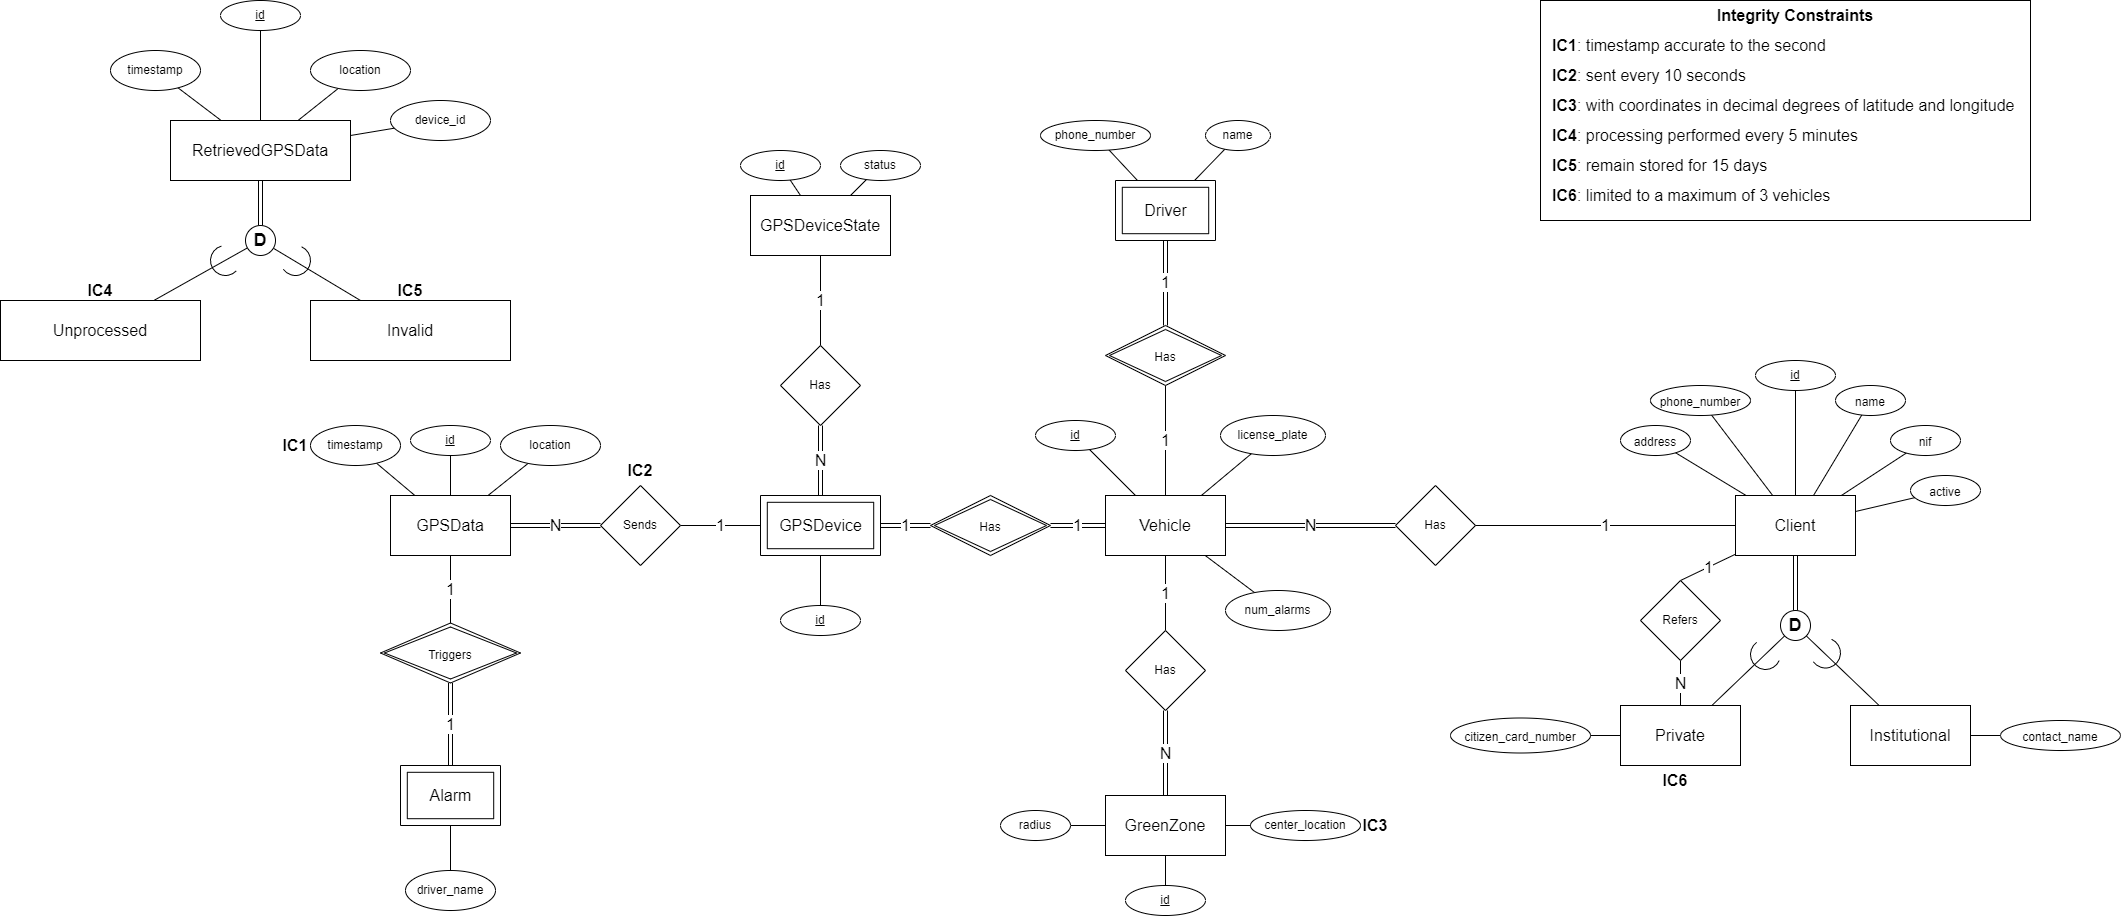 id
timestamp
location
device_id
RetrievedGPSData
D
IC4
IC5
Unprocessed
Invalid
Integrity Constraints
IC1: timestamp accurate to the second
IC2: sent every 10 seconds
IC3: with coordinates in decimal degrees of latitude and longitude
IC4: processing performed every 5 minutes
IC5: remain stored for 15 days
IC6: limited to a maximum of 3 vehicles
id
status
GPSDeviceState
1
Has
N
phone_number
name
Driver
1
Has
1
IC1
timestamp
id
location
IC2
GPSData
N
Sends
1
GPSDevice
1
Has
1
id
id
license_plate
Vehicle
num_alarms
N
Has
1
id
phone_number
name
address
nif
active
Client
1
Refers
N
D
citizen_card_number
Private
IC6
Institutional
contact_name
1
Triggers
1
Alarm
driver_name
1
Has
N
radius
GreenZone
center_location
IC3
id